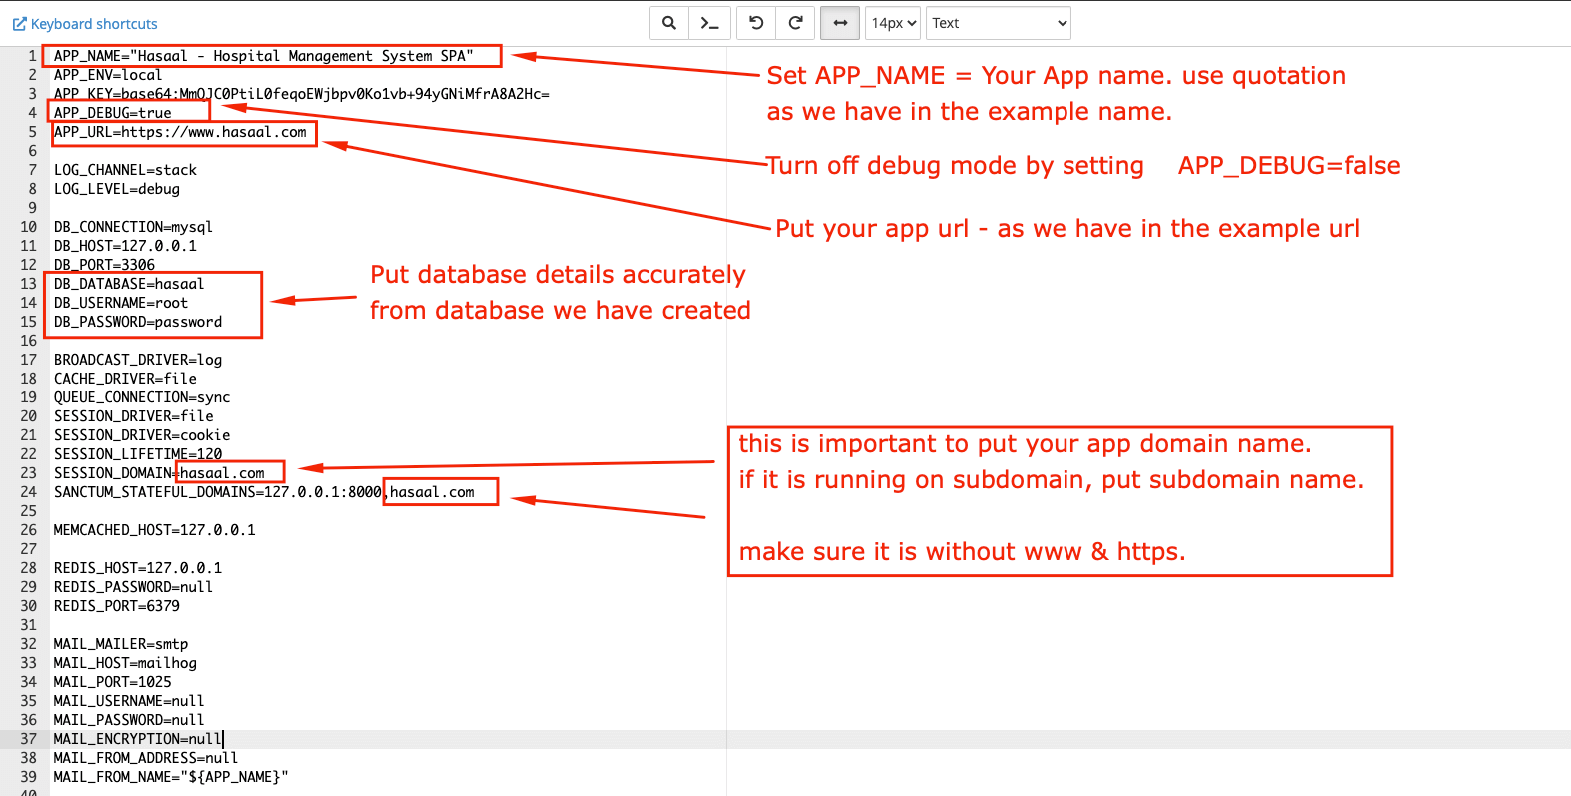 Keyboard shortcuts
14px
Text
1 APP_NAME="Hasaal - Hospital Management System SPA"
2 APP_ENV=local
3 APP_KEY=base64:MmQJC0PtiL0feqoEWjbpv0Ko1vb+94yGNiMfrA8A2Hc=
4 APP_DEBUG=true
5 APP_URL=https://www.hasaal.com
6
7 LOG_CHANNEL=stack
8 LOG_LEVEL=debug
9
10 DB_CONNECTION=mysql
11 DB_HOST=127.0.0.1
12 DB_PORT=3306
13 DB_DATABASE=hasaal
14 DB_USERNAME=root
15 DB_PASSWORD=password
16
17 BROADCAST_DRIVER=log
18 CACHE_DRIVER=file
19 QUEUE_CONNECTION=sync
20 SESSION_DRIVER=file
21 SESSION_DRIVER=cookie
22 SESSION_LIFETIME=120
23 SESSION_DOMAIN=hasaal.com
24 SANCTUM_STATEFUL_DOMAINS=127.0.0.1:8000,hasaal.com
25
26 MEMCACHED_HOST=127.0.0.1
27
28 REDIS_HOST=127.0.0.1
29 REDIS_PASSWORD=null
30 REDIS_PORT=6379
31
32 MAIL_MAILER=smtp
33 MAIL_HOST=mailhog
34 MAIL_PORT=1025
35 MAIL_USERNAME=null
36 MAIL_PASSWORD=null
37 MAIL_ENCRYPTION=null
38 MAIL_FROM_ADDRESS=null
39 MAIL_FROM_NAME="${APP_NAME}"
40
Set APP_NAME = Your App name. use quotation
as we have in the example name.
Turn off debug mode by setting APP_DEBUG=false
Put your app url - as we have in the example url
Put database details accurately
from database we have created
this is important to put your app domain name.
if it is running on subdomain, put subdomain name.
make sure it is without www & https.